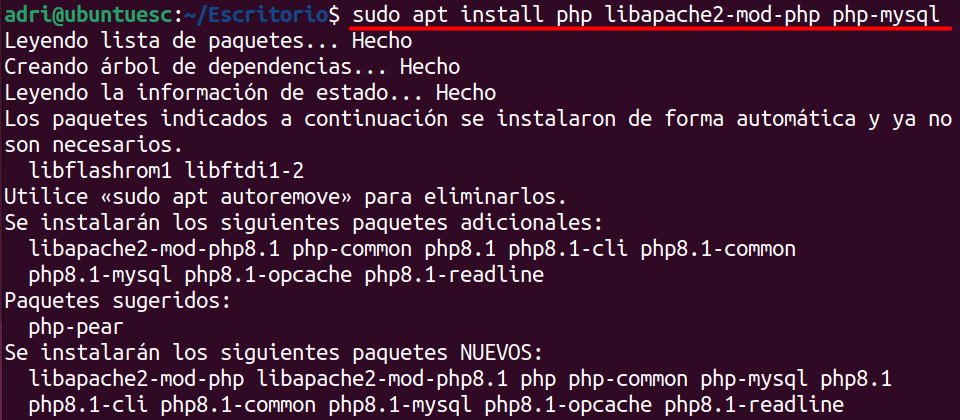 adri@ubuntuesc:~/Escritorio$ sudo apt install php libapache2-mod-php php-mysql
Leyendo lista de paquetes... Hecho
Creando árbol de dependencias... Hecho
Leyendo la información de estado... Hecho
Los paquetes indicados a continuación se instalaron de forma automática y ya no
son necesarios.
  libflashrom1 libftdi1-2
Utilice «sudo apt autoremove» para eliminarlos.
Se instalarán los siguientes paquetes adicionales:
  libapache2-mod-php8.1 php-common php8.1 php8.1-cli php8.1-common
  php8.1-mysql php8.1-opcache php8.1-readline
Paquetes sugeridos:
  php-pear
Se instalarán los siguientes paquetes NUEVOS:
  libapache2-mod-php libapache2-mod-php8.1 php php-common php-mysql php8.1
  php8.1-cli php8.1-common php8.1-mysql php8.1-opcache php8.1-readline